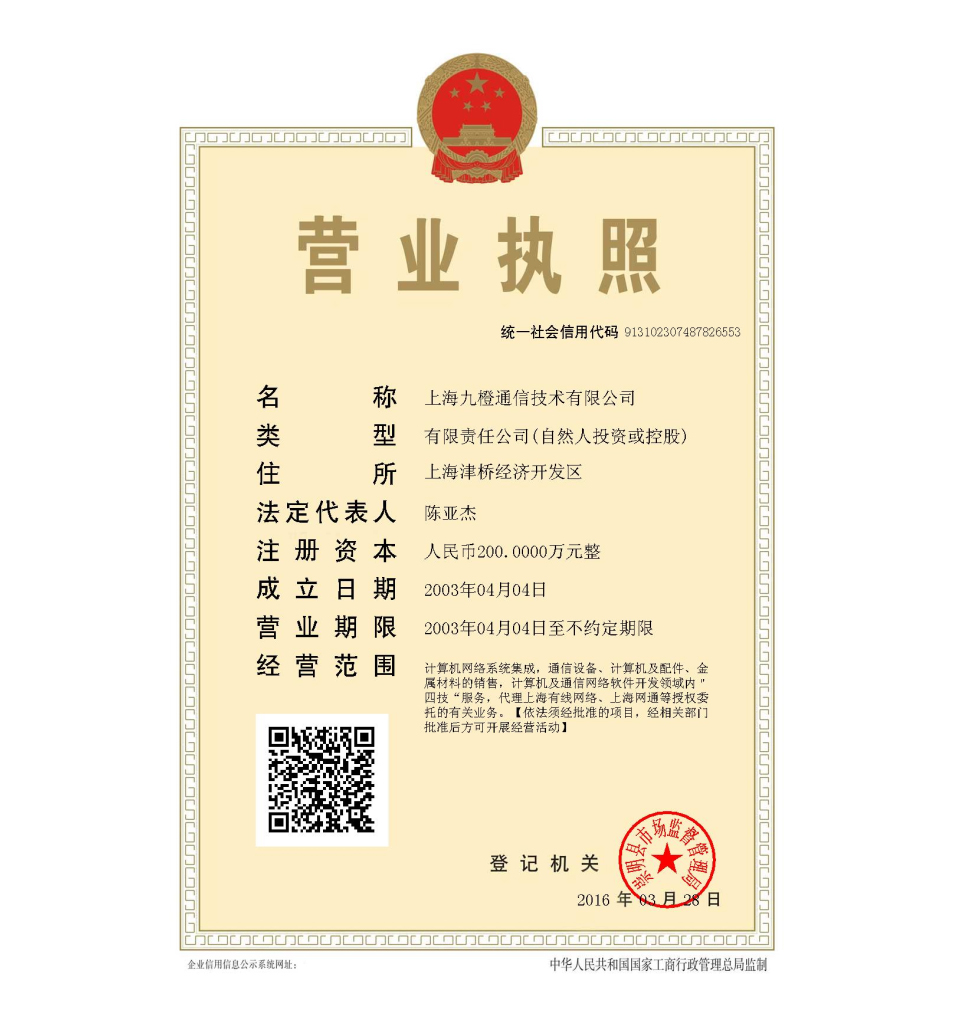 营业执照
统一社会信用代码 913102307487826553
名称 上海九橙通信技术有限公司
类型 有限责任公司(自然人投资或控股)
住所 上海津桥经济开发区
法定代表人 陈亚杰
注册资本 人民币200.0000万元整
成立日期 2003年04月04日
营业期限 2003年04月04日至不约定期限
经营范围 计算机网络系统集成，通信设备、计算机及配件、金
属材料的销售，计算机及通信网络软件开发领域内＂
四技“服务，代理上海有线网络、上海网通等授权委
托的有关业务。【依法须经批准的项目，经相关部门
批准后方可开展经营活动】
登记机关
崇明县市场监督管理局
2016 年 03 月 28 日
企业信用信息公示系统网址：
中华人民共和国国家工商行政管理总局监制